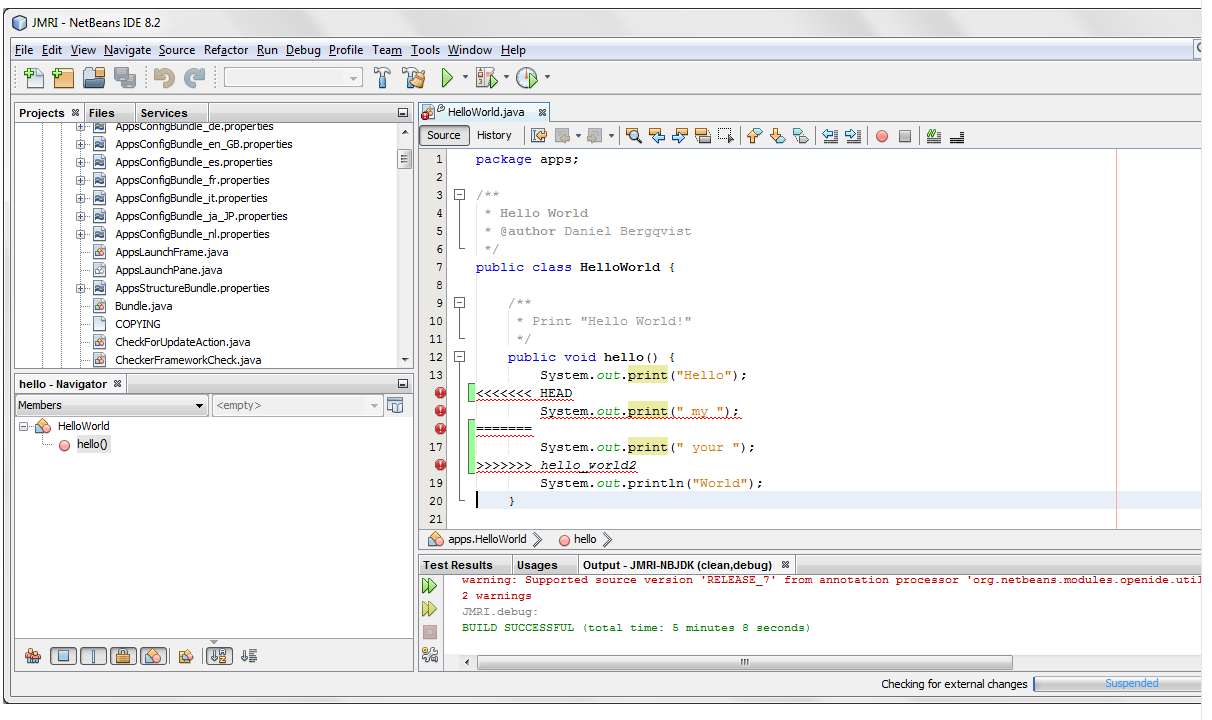 JMRI - NetBeans IDE 8.2
File Edit View Navigate Source Refactor Run Debug Profile Team Tools Window Help
Projects Files Services
AppsConfigBundle_de.properties
AppsConfigBundle_en_GB.properties
AppsConfigBundle_es.properties
AppsConfigBundle_fr.properties
AppsConfigBundle_it.properties
AppsConfigBundle_ja_JP.properties
AppsConfigBundle_nl.properties
AppsLaunchFrame.java
AppsLaunchPane.java
AppsStructureBundle.properties
Bundle.java
COPYING
CheckForUpdateAction.java
CheckerFrameworkCheck.java
hello - Navigator
Members <empty>
HelloWorld
hello()
HelloWorld.java
Source History
1 package apps;
2
3 /**
4 * Hello World
5 * @author Daniel Bergqvist
6 */
7 public class HelloWorld {
8
9 /**
10 * Print "Hello World!"
11 */
12 public void hello() {
13 System.out.print("Hello");
<<<<<<< HEAD
System.out.print(" my ");
=======
17 System.out.print(" your ");
>>>>>>> hello_world2
19 System.out.println("World");
20 }
21
apps.HelloWorld hello
Test Results Usages Output - JMRI-NBJDK (clean,debug)
warning: Supported source version 'RELEASE_7' from annotation processor 'org.netbeans.modules.openide.util
2 warnings
JMRI.debug:
BUILD SUCCESSFUL (total time: 5 minutes 8 seconds)
Checking for external changes Suspended